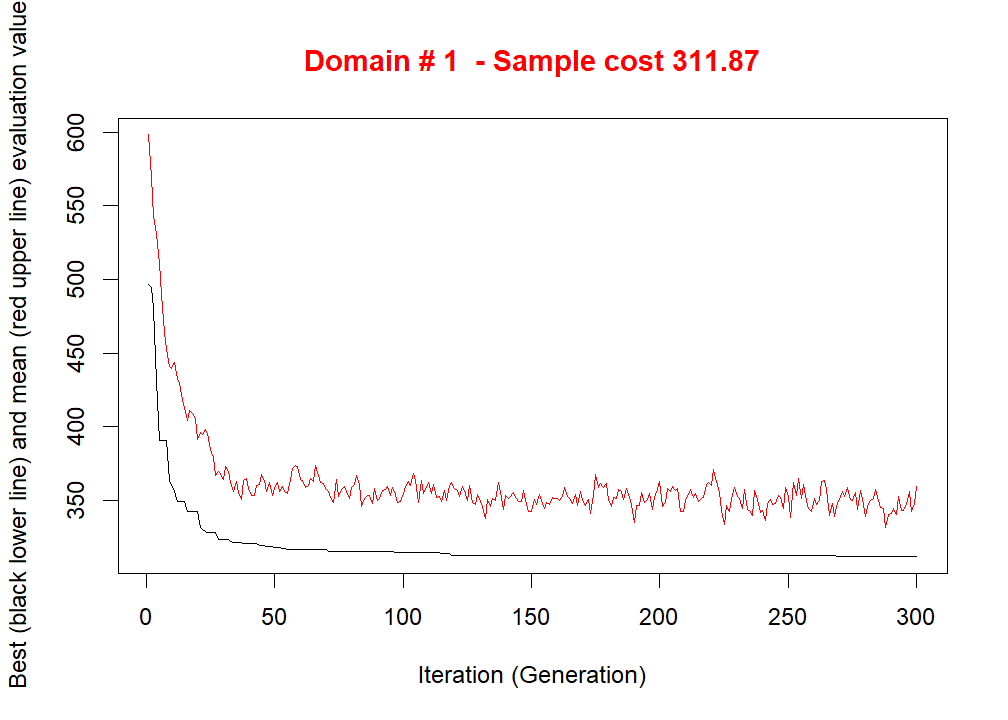 Domain # 1  - Sample cost 311.87
Best (black lower line) and mean (red upper line) evaluation value
600
550
500
450
400
350
0 50 100 150 200 250 300
Iteration (Generation)